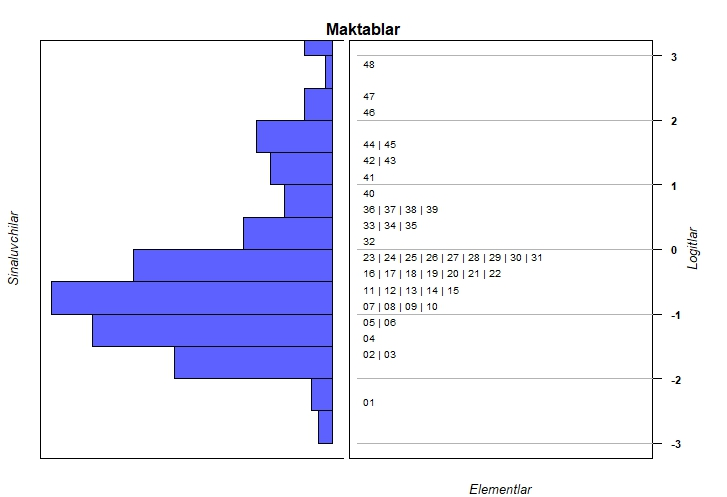 Maktablar
Sinaluvchilar
48
47
46
44 | 45
42 | 43
41
40
36 | 37 | 38 | 39
33 | 34 | 35
32
23 | 24 | 25 | 26 | 27 | 28 | 29 | 30 | 31
16 | 17 | 18 | 19 | 20 | 21 | 22
11 | 12 | 13 | 14 | 15
07 | 08 | 09 | 10
05 | 06
04
02 | 03
01
3
2
1
0
-1
-2
-3
Logitlar
Elementlar